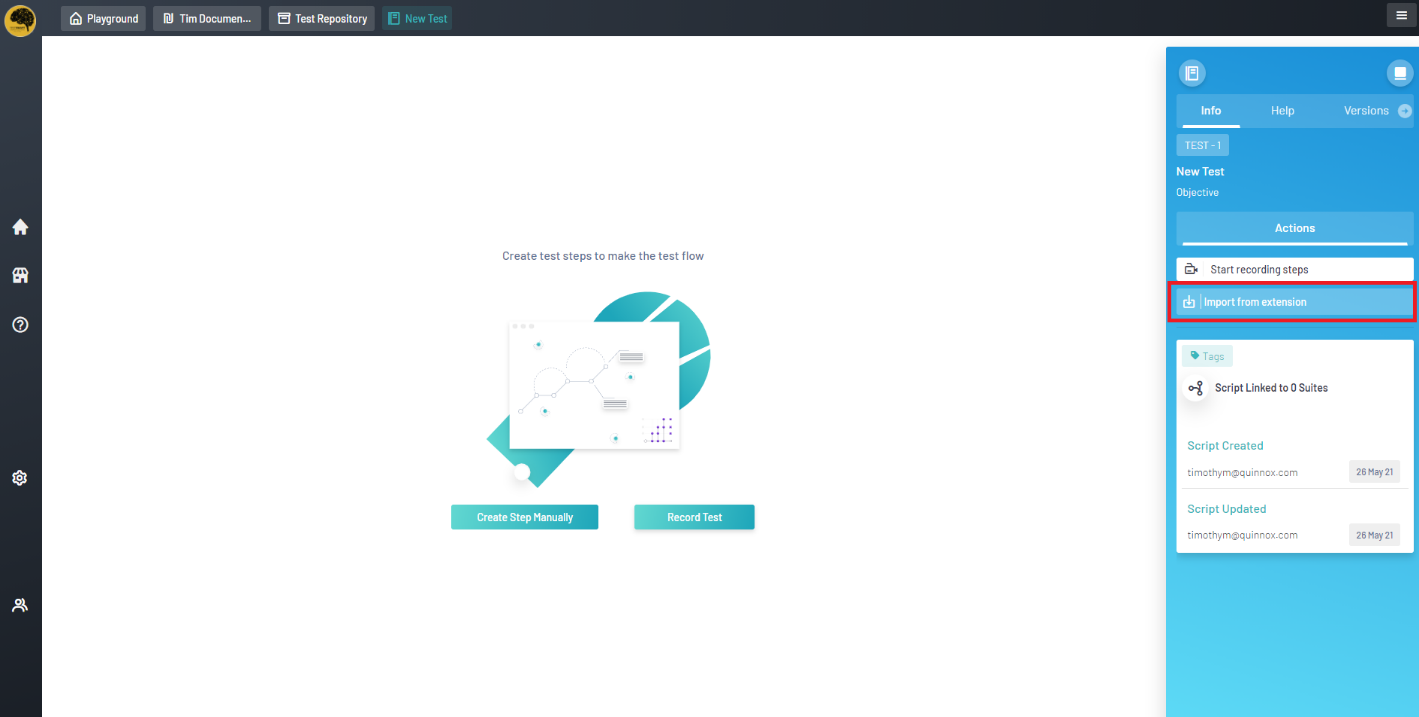 Playground
Tim Documen...
Test Repository
New Test
Info
Help
Versions
TEST - 1
New Test
Objective
Actions
Start recording steps
Import from extension
Tags
Script Linked to 0 Suites
Script Created
timothym@quinnox.com
26 May 21
Script Updated
timothym@quinnox.com
26 May 21
Create test steps to make the test flow
Create Step Manually
Record Test